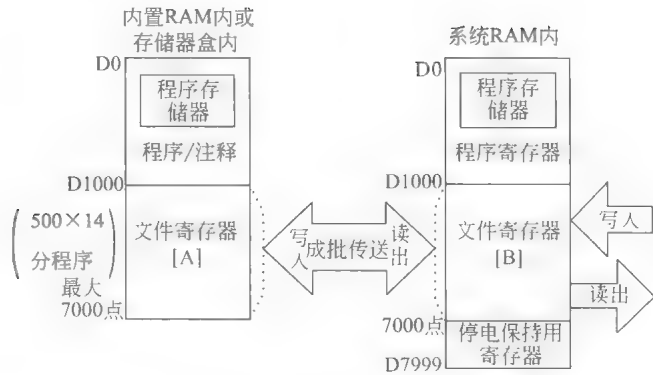 内置RAM内或
存储器盒内
D0
程序存
储器
程序/注释
D1000
500×14
分程序
最大
7000点
文件寄存器
[A]
写人
成批传送
读出
系统RAM内
D0
程序存
储器
程序寄存器
D1000
文件寄存器
[B]
写人
读出
7000点
停电保持用
寄存器
D7999